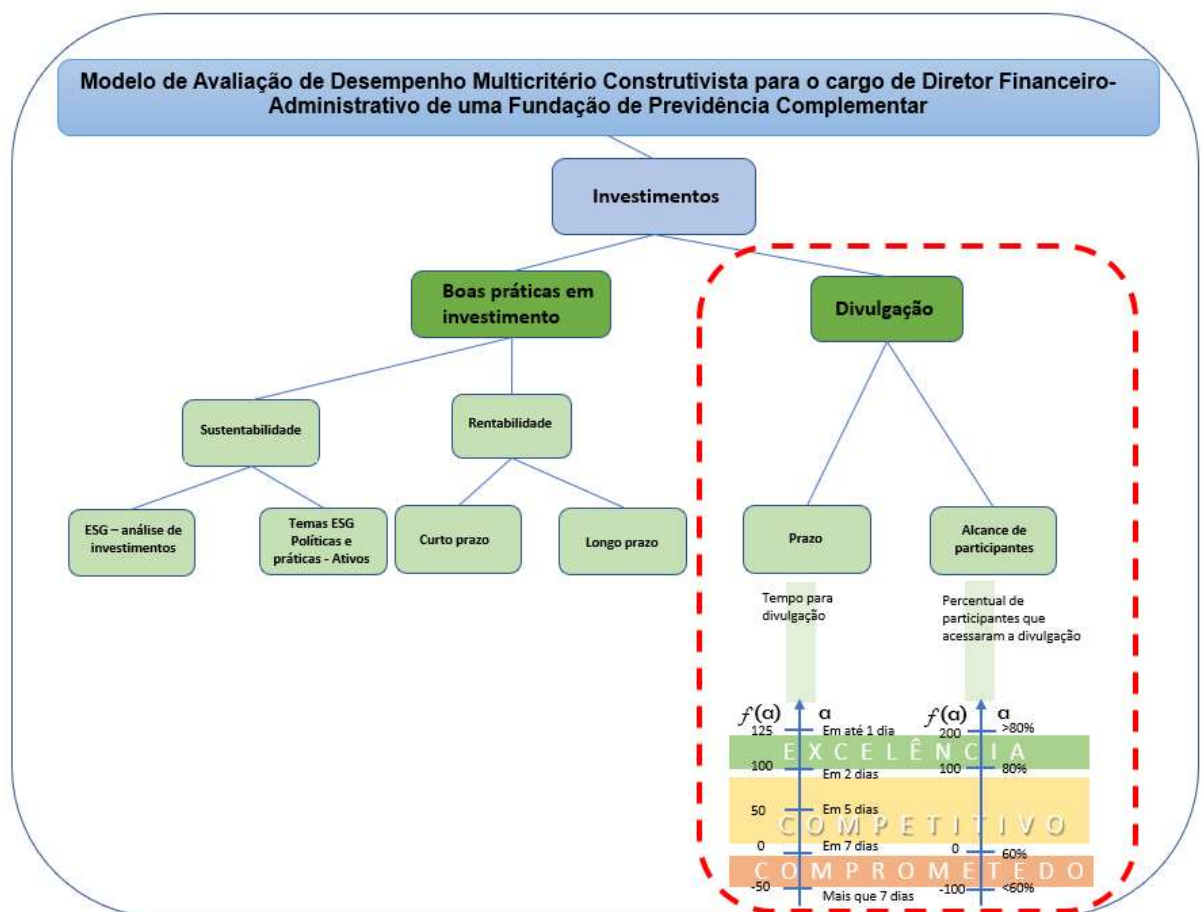 Modelo de Avaliação de Desempenho Multicritério Construtivista para o cargo de Diretor Financeiro-
Administrativo de uma Fundação de Previdência Complementar
Investimentos
Boas práticas em
investimento
Divulgação
Sustentabilidade
Rentabilidade
ESG – análise de
investimentos
Temas ESG
Políticas e
práticas - Ativos
Curto prazo
Longo prazo
Prazo
Alcance de
participantes
Tempo para
divulgação
Percentual de
participantes que
acessaram a divulgação
f(α) α f(α) α
125 Em até 1 dia 200 >80%
EXCELÊNCIA
100 Em 2 dias 100 80%
50 Em 5 dias
COMPETITIVO
0 Em 7 dias 0 60%
COMPROMETEDO
-50 Mais que 7 dias -100 <60%